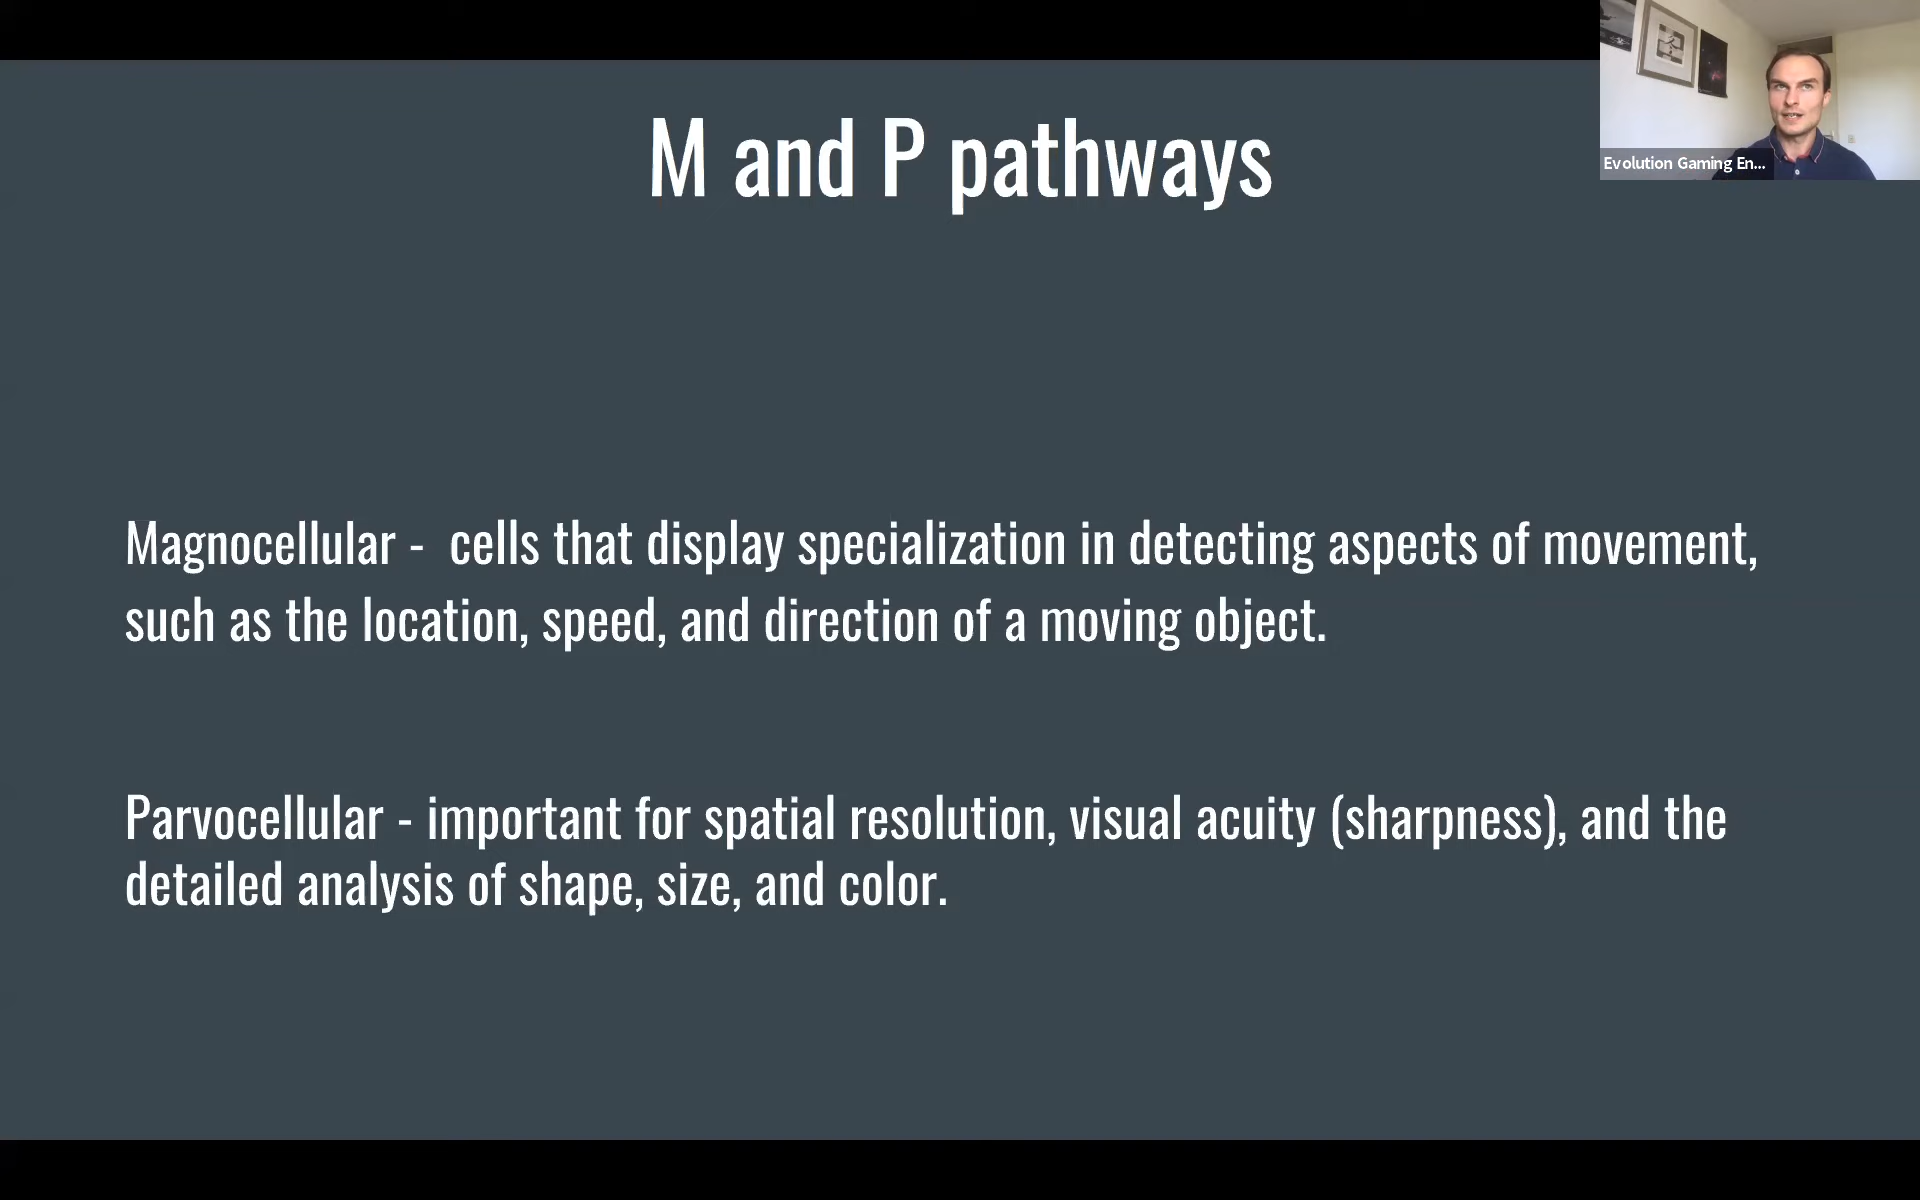 M and P pathways
Evolution Gaming En...
Magnocellular -  cells that display specialization in detecting aspects of movement,
such as the location, speed, and direction of a moving object.
Parvocellular - important for spatial resolution, visual acuity (sharpness), and the
detailed analysis of shape, size, and color.